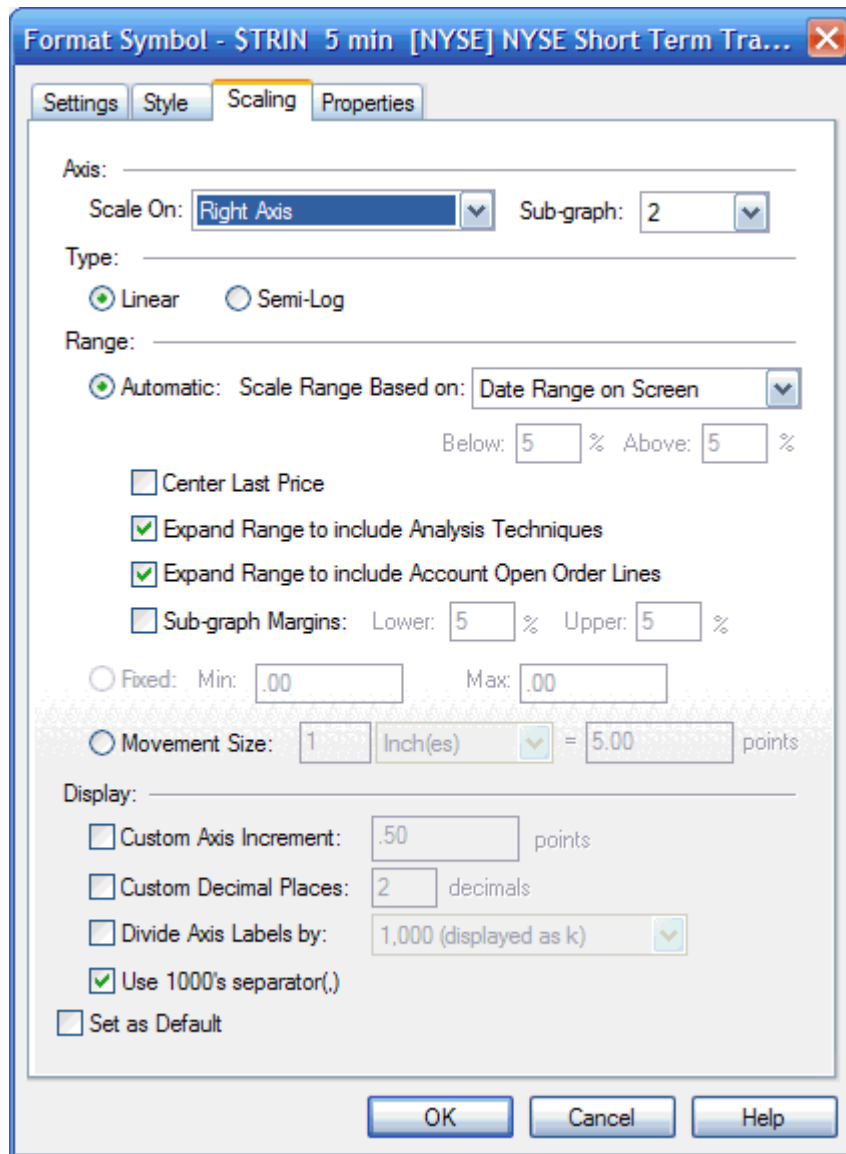 Format Symbol - $TRIN 5 min [NYSE] NYSE Short Term Tra...
Settings Style Scaling Properties
Axis:
Scale On: Right Axis Sub-graph: 2
Type:
Linear Semi-Log
Range:
Automatic: Scale Range Based on: Date Range on Screen
Below: 5 % Above: 5 %
Center Last Price
Expand Range to include Analysis Techniques
Expand Range to include Account Open Order Lines
Sub-graph Margins: Lower: 5 % Upper: 5 %
Fixed: Min: .00 Max: .00
Movement Size: 1 Inch(es) = 5.00 points
Display:
Custom Axis Increment: .50 points
Custom Decimal Places: 2 decimals
Divide Axis Labels by: 1,000 (displayed as k)
Use 1000's separator(,)
Set as Default
OK Cancel Help